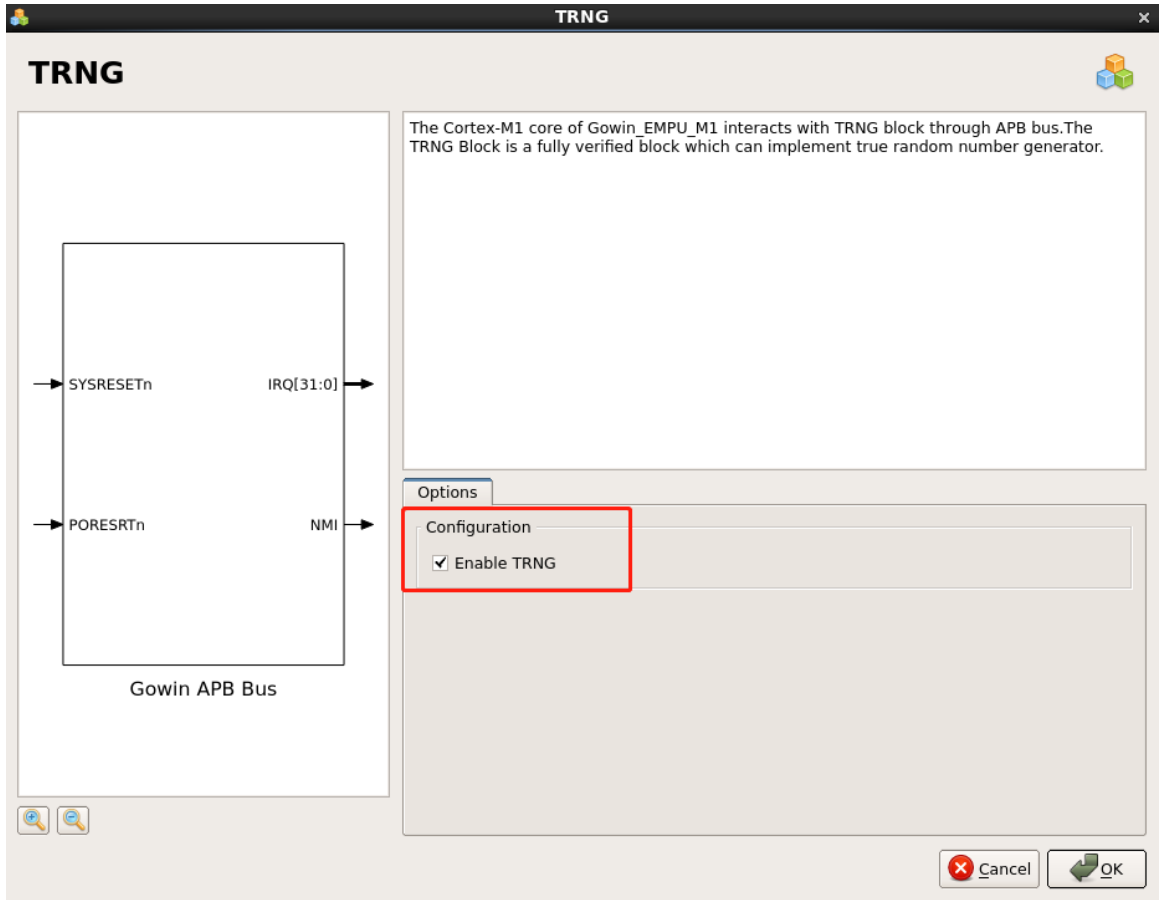 TRNG
TRNG
The Cortex-M1 core of Gowin_EMPU_M1 interacts with TRNG block through APB bus.The
TRNG Block is a fully verified block which can implement true random number generator.
SYSRESETn
IRQ[31:0]
PORESRTn
NMI
Gowin APB Bus
Options
Configuration
Enable TRNG
Cancel
OK